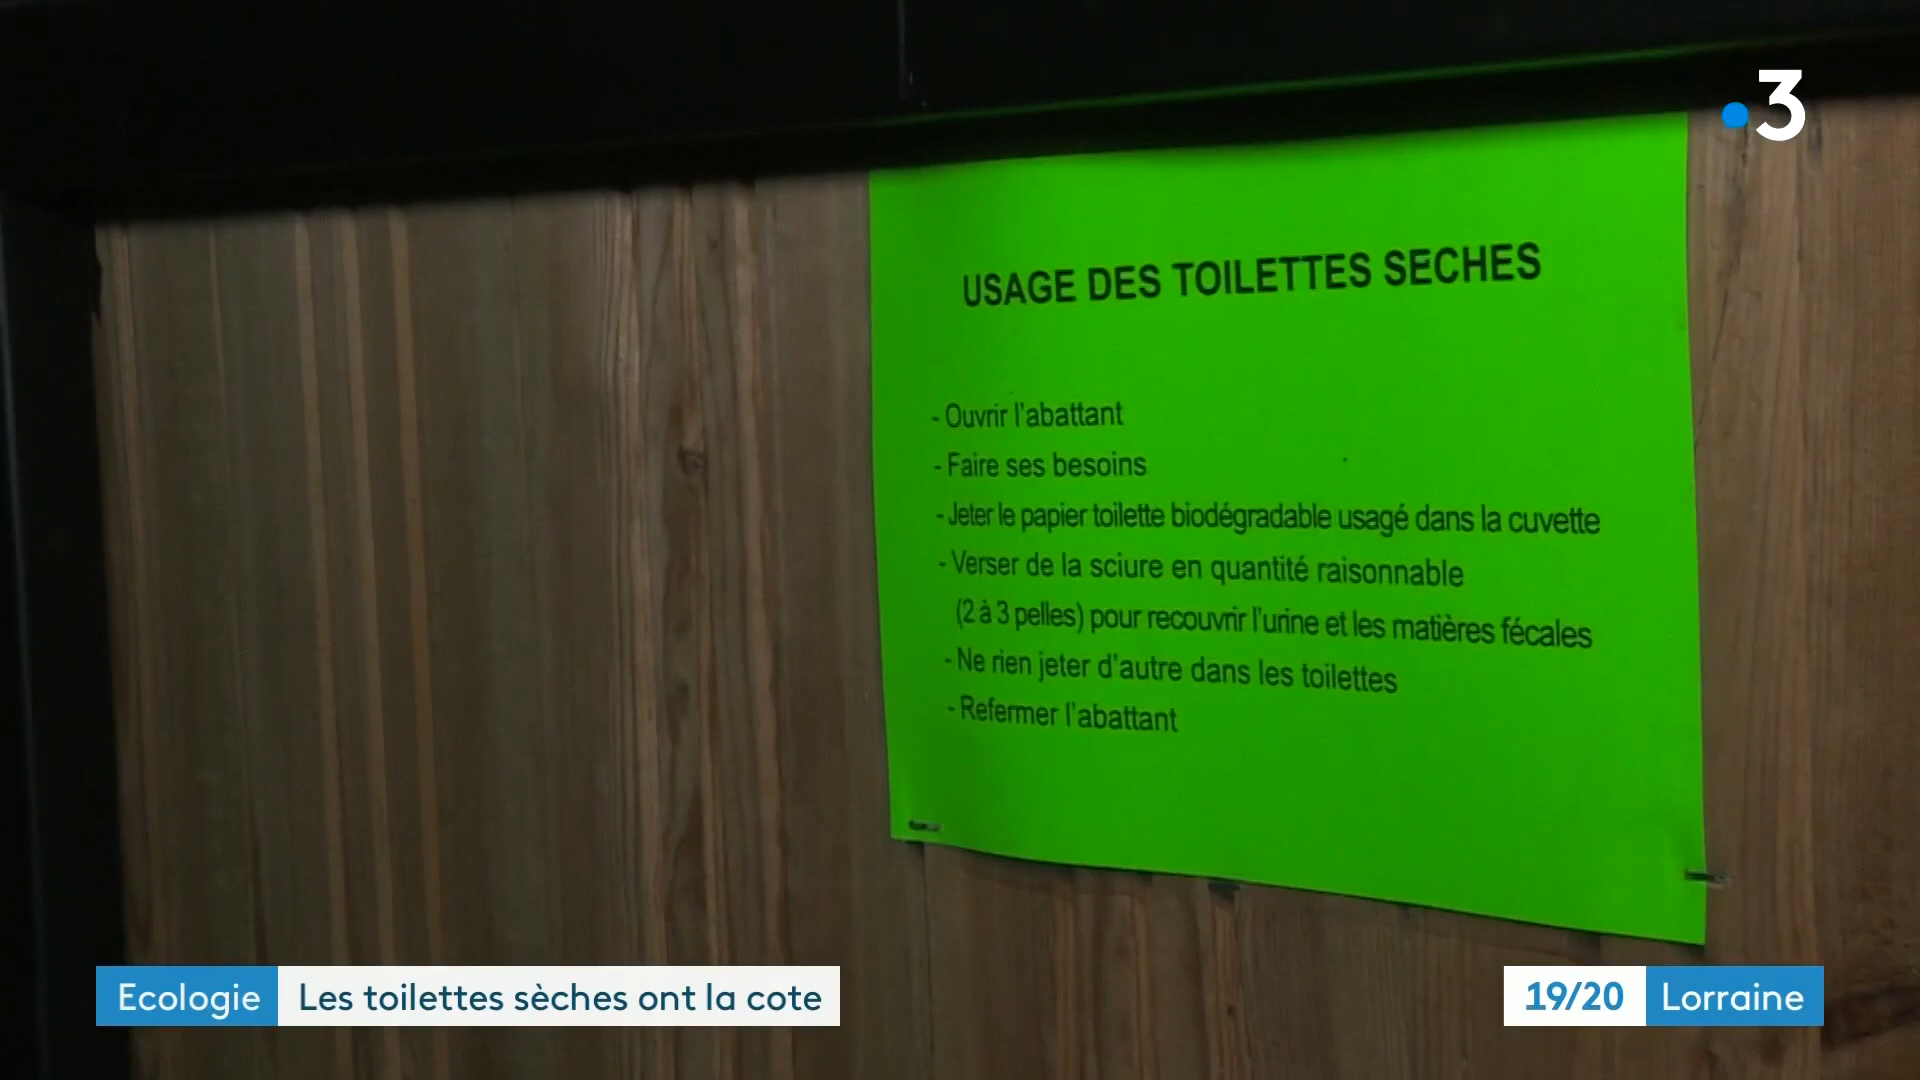 3
USAGE DES TOILETTES SECHES
- Ouvrir l'abattant
- Faire ses besoins
- Jeter le papier toilette biodégradable usagé dans la cuvette
- Verser de la sciure en quantité raisonnable
(2 à 3 pelles) pour recouvrir l'urine et les matières fécales
- Ne rien jeter d'autre dans les toilettes
- Refermer l'abattant
Ecologie Les toilettes sèches ont la cote
19/20 Lorraine